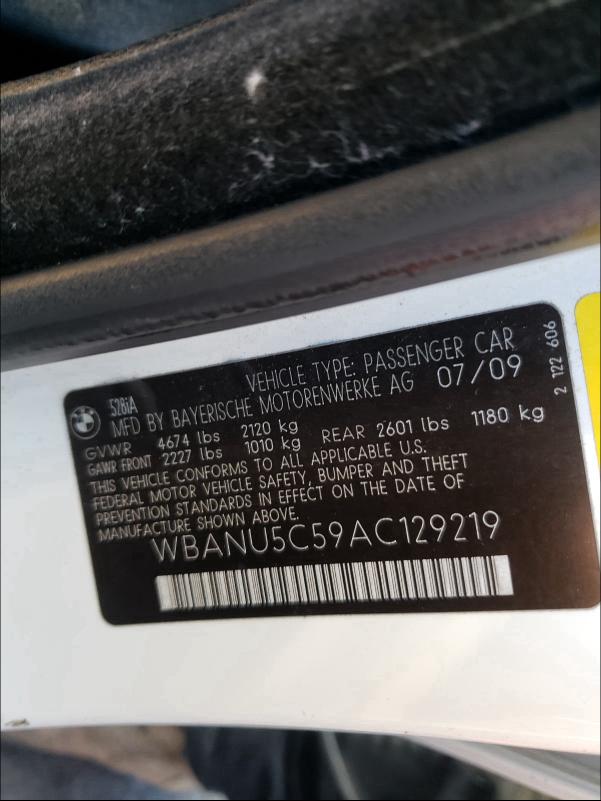 BMW
528iA
VEHICLE TYPE: PASSENGER CAR
MFD BY BAYERISCHE MOTORENWERKE AG 07/09
GVWR 4674 lbs 2120 kg
GAWR FRONT 2227 lbs 1010 kg REAR 2601 lbs 1180 kg
THIS VEHICLE CONFORMS TO ALL APPLICABLE U.S.
FEDERAL MOTOR VEHICLE SAFETY, BUMPER AND THEFT
PREVENTION STANDARDS IN EFFECT ON THE DATE OF
MANUFACTURE SHOWN ABOVE.
WBANU5C59AC129219
2 122 606